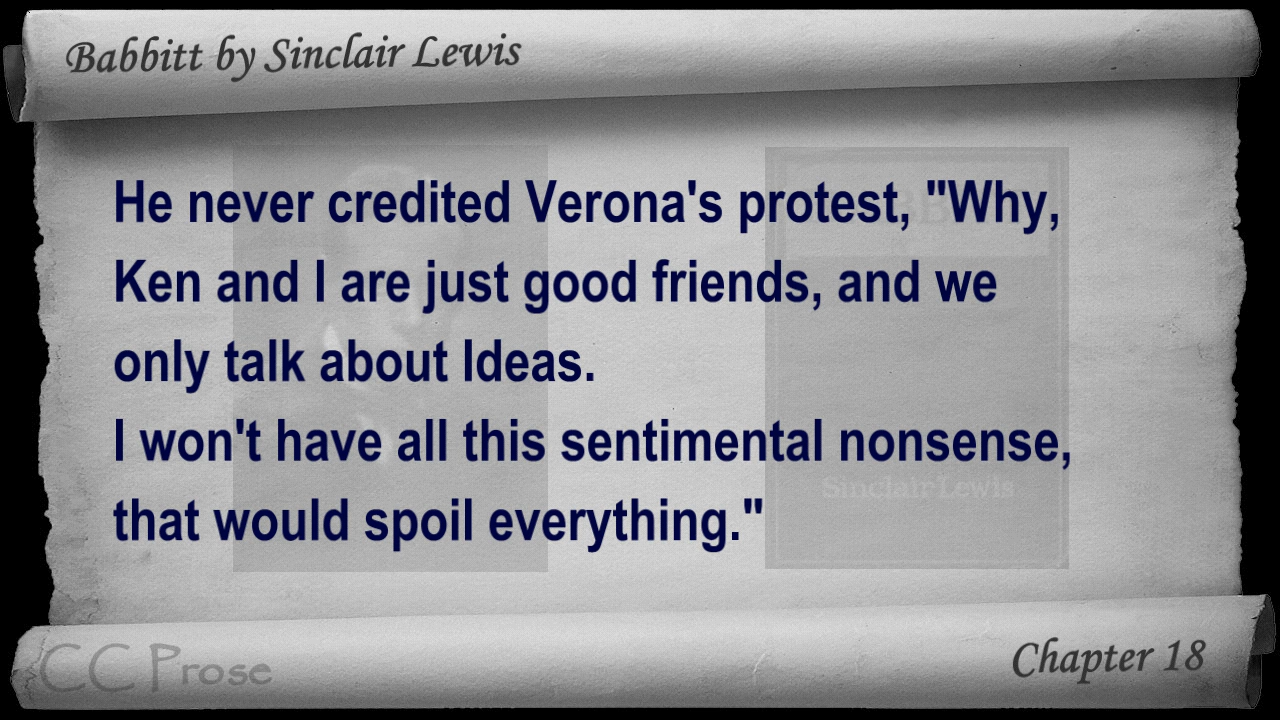 Babbitt by Sinclair Lewis
He never credited Verona's protest, "Why,
Ken and I are just good friends, and we
only talk about Ideas.
I won't have all this sentimental nonsense,
that would spoil everything."
Sinclair Lewis
CC Prose
Chapter 18